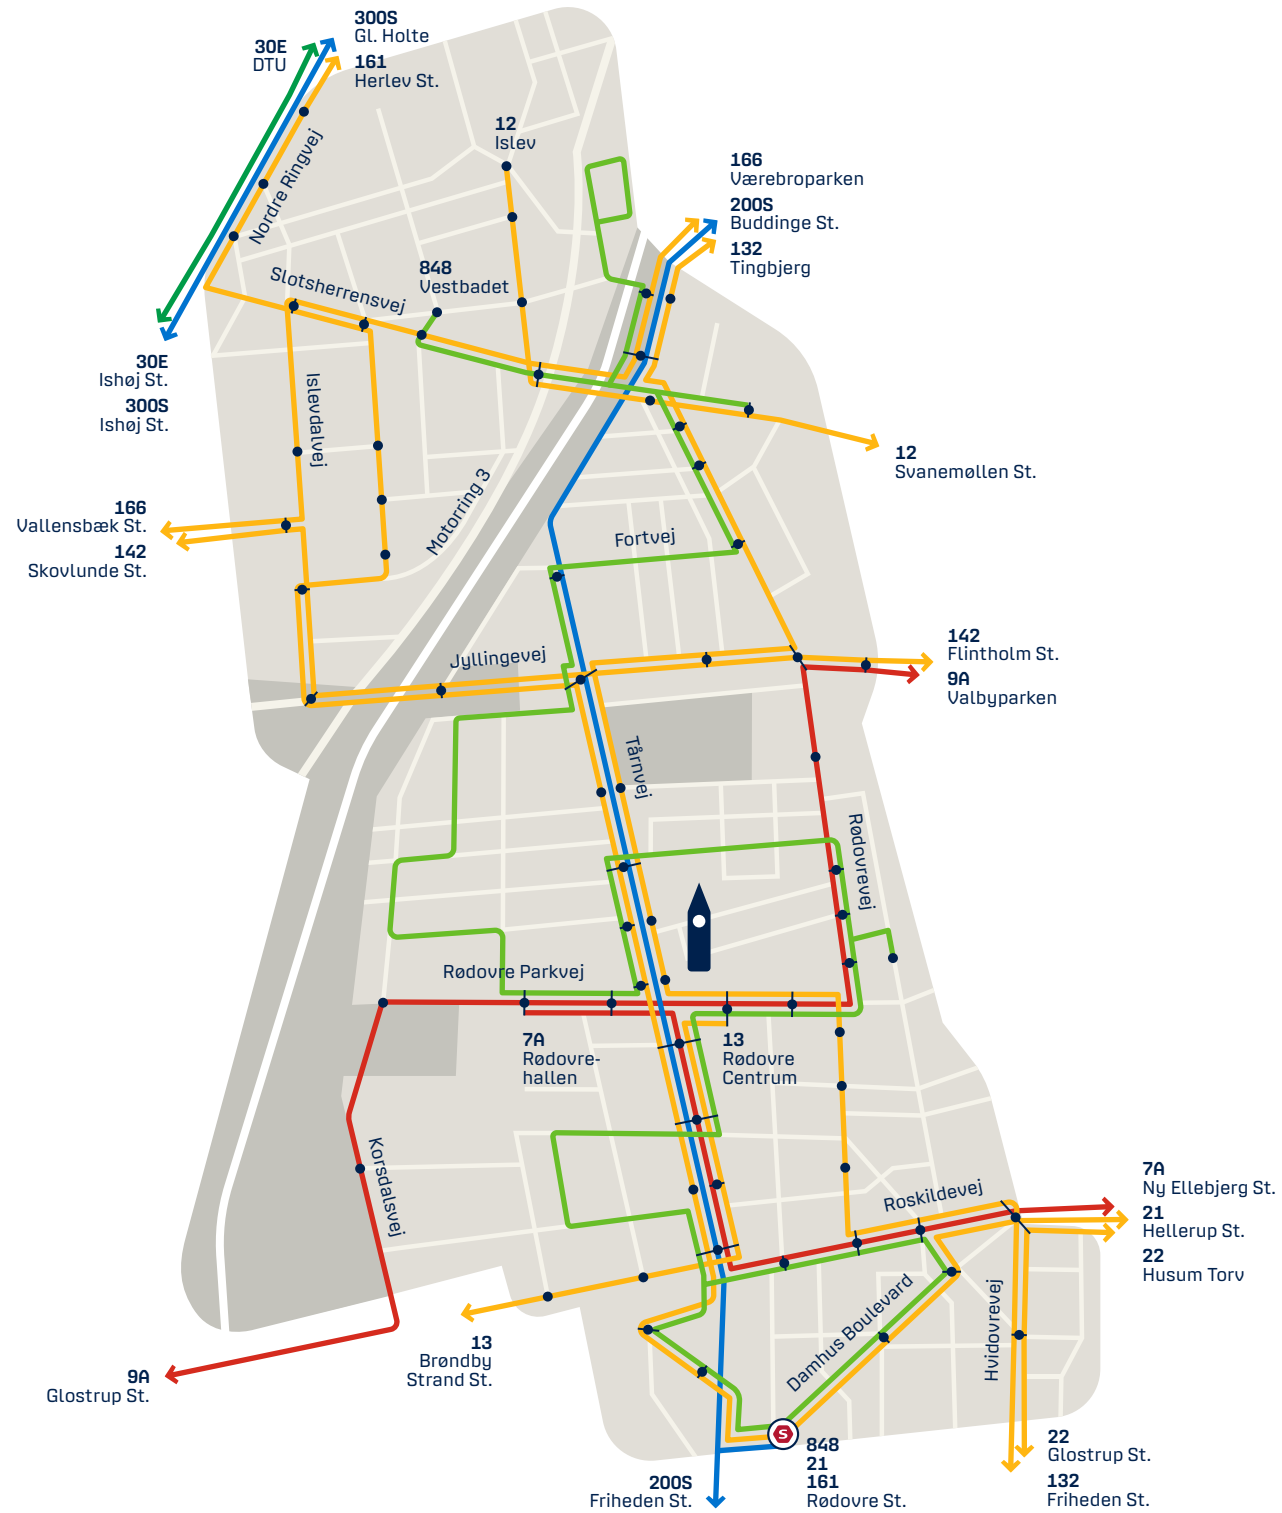 300S
Gl. Holte
30E
DTU
161
Herlev St.
12
Islev
Nordre Ringvej
166
Værebroparken
200S
Buddinge St.
132
Tingbjerg
848
Vestbadet
Slotsherrensvej
30E
Ishøj St.
300S
Ishøj St.
Islevdalvej
12
Svanemøllen St.
Motorring 3
166
Vallensbæk St.
142
Skovlunde St.
Fortvej
142
Flintholm St.
9A
Valbyparken
Jyllingevej
Tårnvej
Rødovrevej
Rødovre Parkvej
7A
Rødovre-
hallen
13
Rødovre
Centrum
Korsdalsvej
7A
Ny Ellebjerg St.
21
Hellerup St.
22
Husum Torv
Roskildevej
Damhus Boulevard
Hvidovrevej
13
Brøndby
Strand St.
9A
Glostrup St.
S
848
21
161
Rødovre St.
200S
Friheden St.
22
Glostrup St.
132
Friheden St.